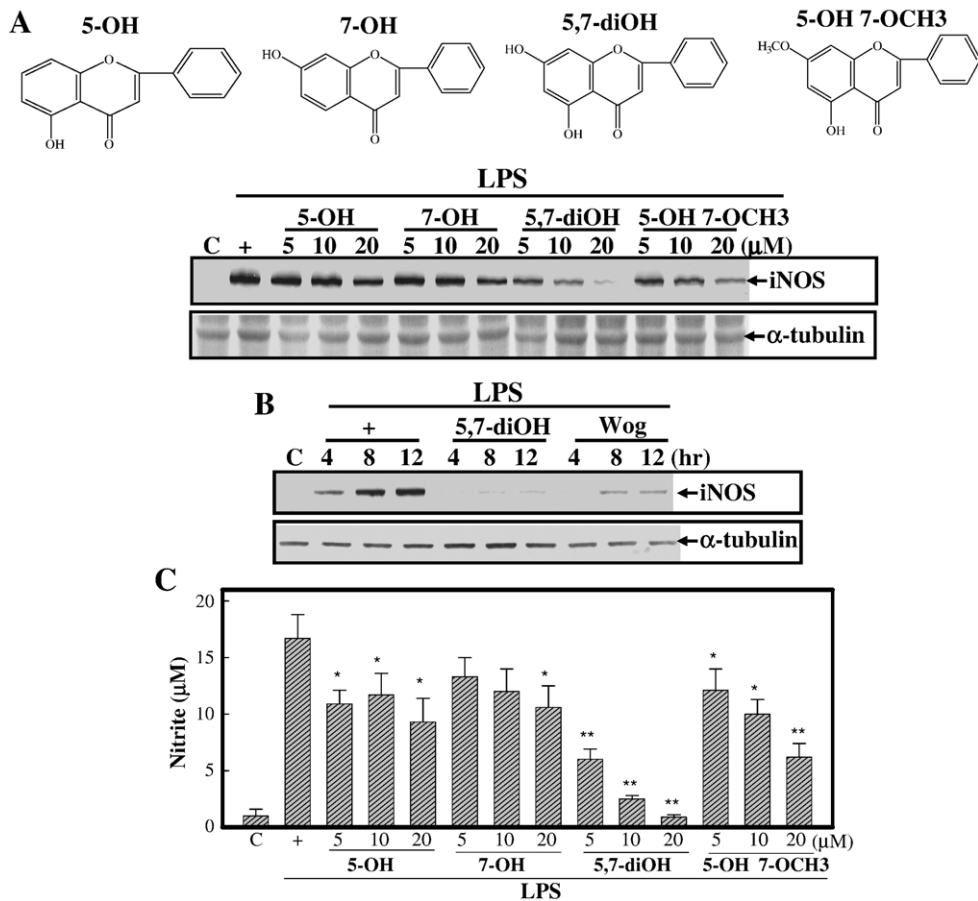 A
5-OH 7-OH 5,7-diOH 5-OH 7-OCH3
O O O O
HO HO H3CO
OH O O OH O OH O
LPS
5-OH 7-OH 5,7-diOH 5-OH 7-OCH3
C + 5 10 20 5 10 20 5 10 20 5 10 20 (μM)
iNOS
α-tubulin
B
LPS
+ 5,7-diOH Wog
C 4 8 12 4 8 12 4 8 12 (hr)
iNOS
α-tubulin
C
Nitrite (μM)
20
15
10
5
0
* * * * ** ** ** * * **
C + 5 10 20 5 10 20 5 10 20 5 10 20 (μM)
5-OH 7-OH 5,7-diOH 5-OH 7-OCH3
LPS